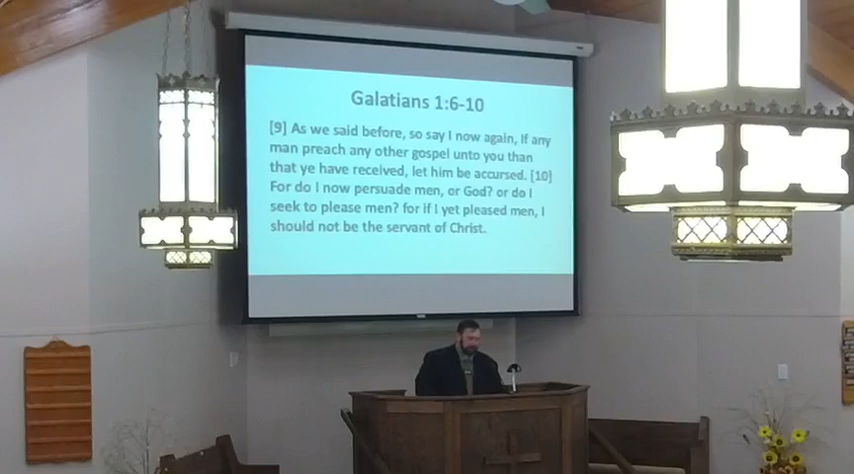 Galatians 1:6-10
[9] As we said before, so say I now again, If any
man preach any other gospel unto you than
that ye have received, let him be accursed. [10]
For do I now persuade men, or God? or do I
seek to please men? for if I yet pleased men, I
should not be the servant of Christ.